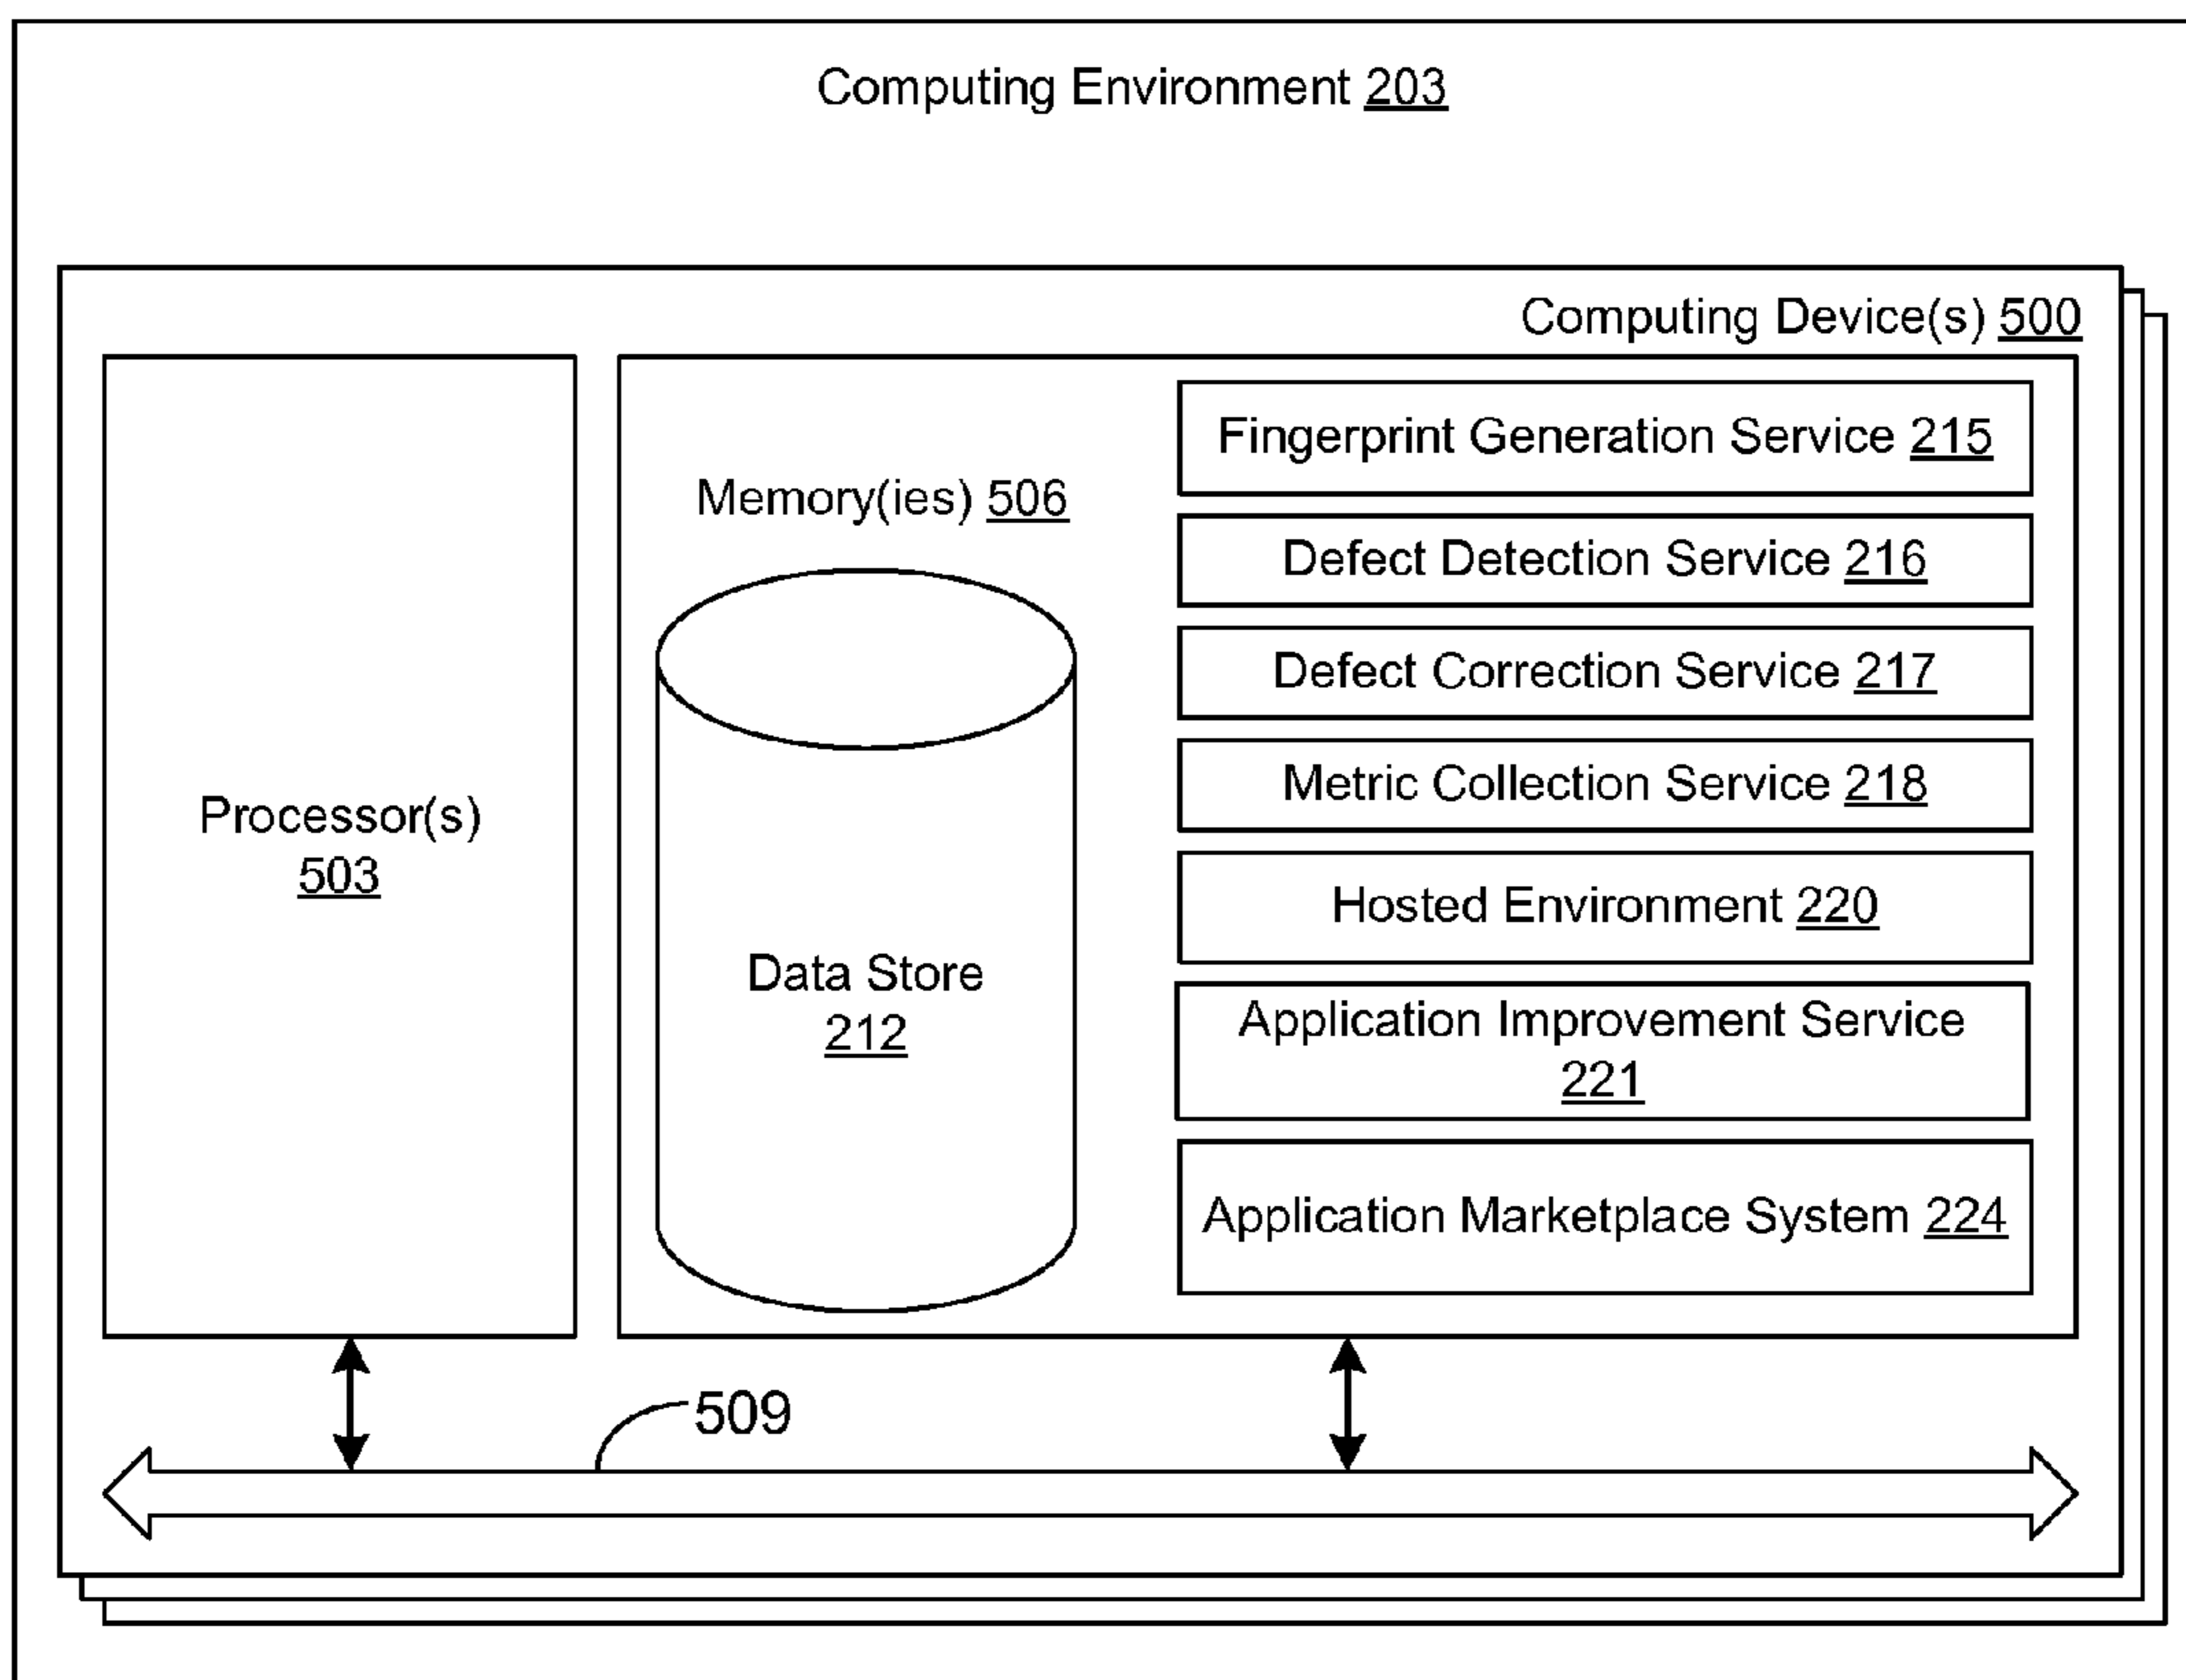 Computing Environment 203
Computing Device(s) 500
Processor(s)
503
Memory(ies) 506
Data Store
212
Fingerprint Generation Service 215
Defect Detection Service 216
Defect Correction Service 217
Metric Collection Service 218
Hosted Environment 220
Application Improvement Service
221
Application Marketplace System 224
509